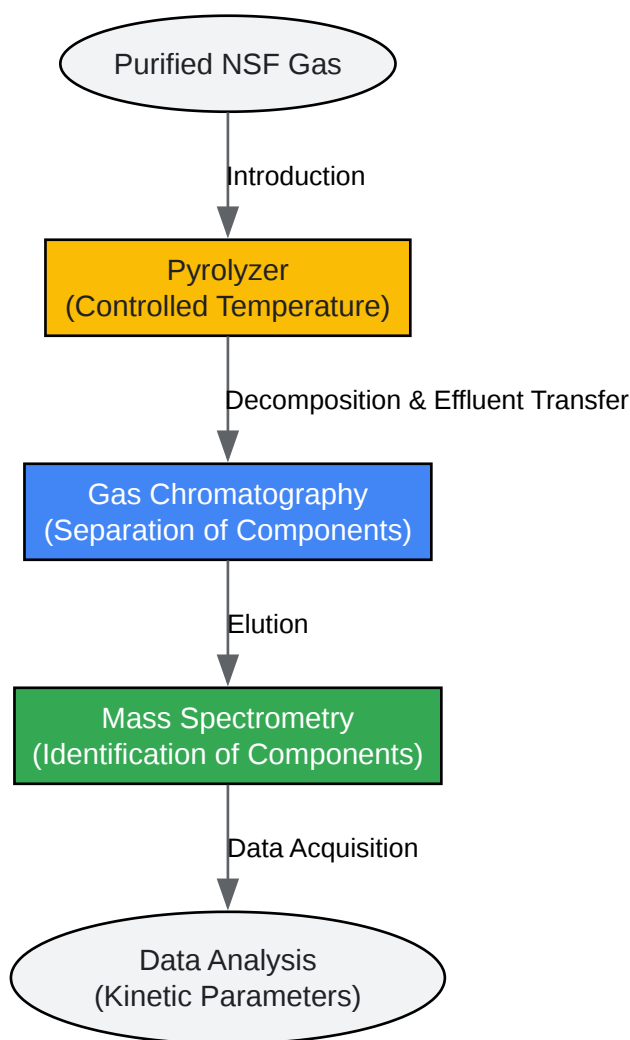 Purified NSF Gas
Introduction
Pyrolyzer
(Controlled Temperature)
Decomposition & Effluent Transfer
Gas Chromatography
(Separation of Components)
Elution
Mass Spectrometry
(Identification of Components)
Data Acquisition
Data Analysis
(Kinetic Parameters)